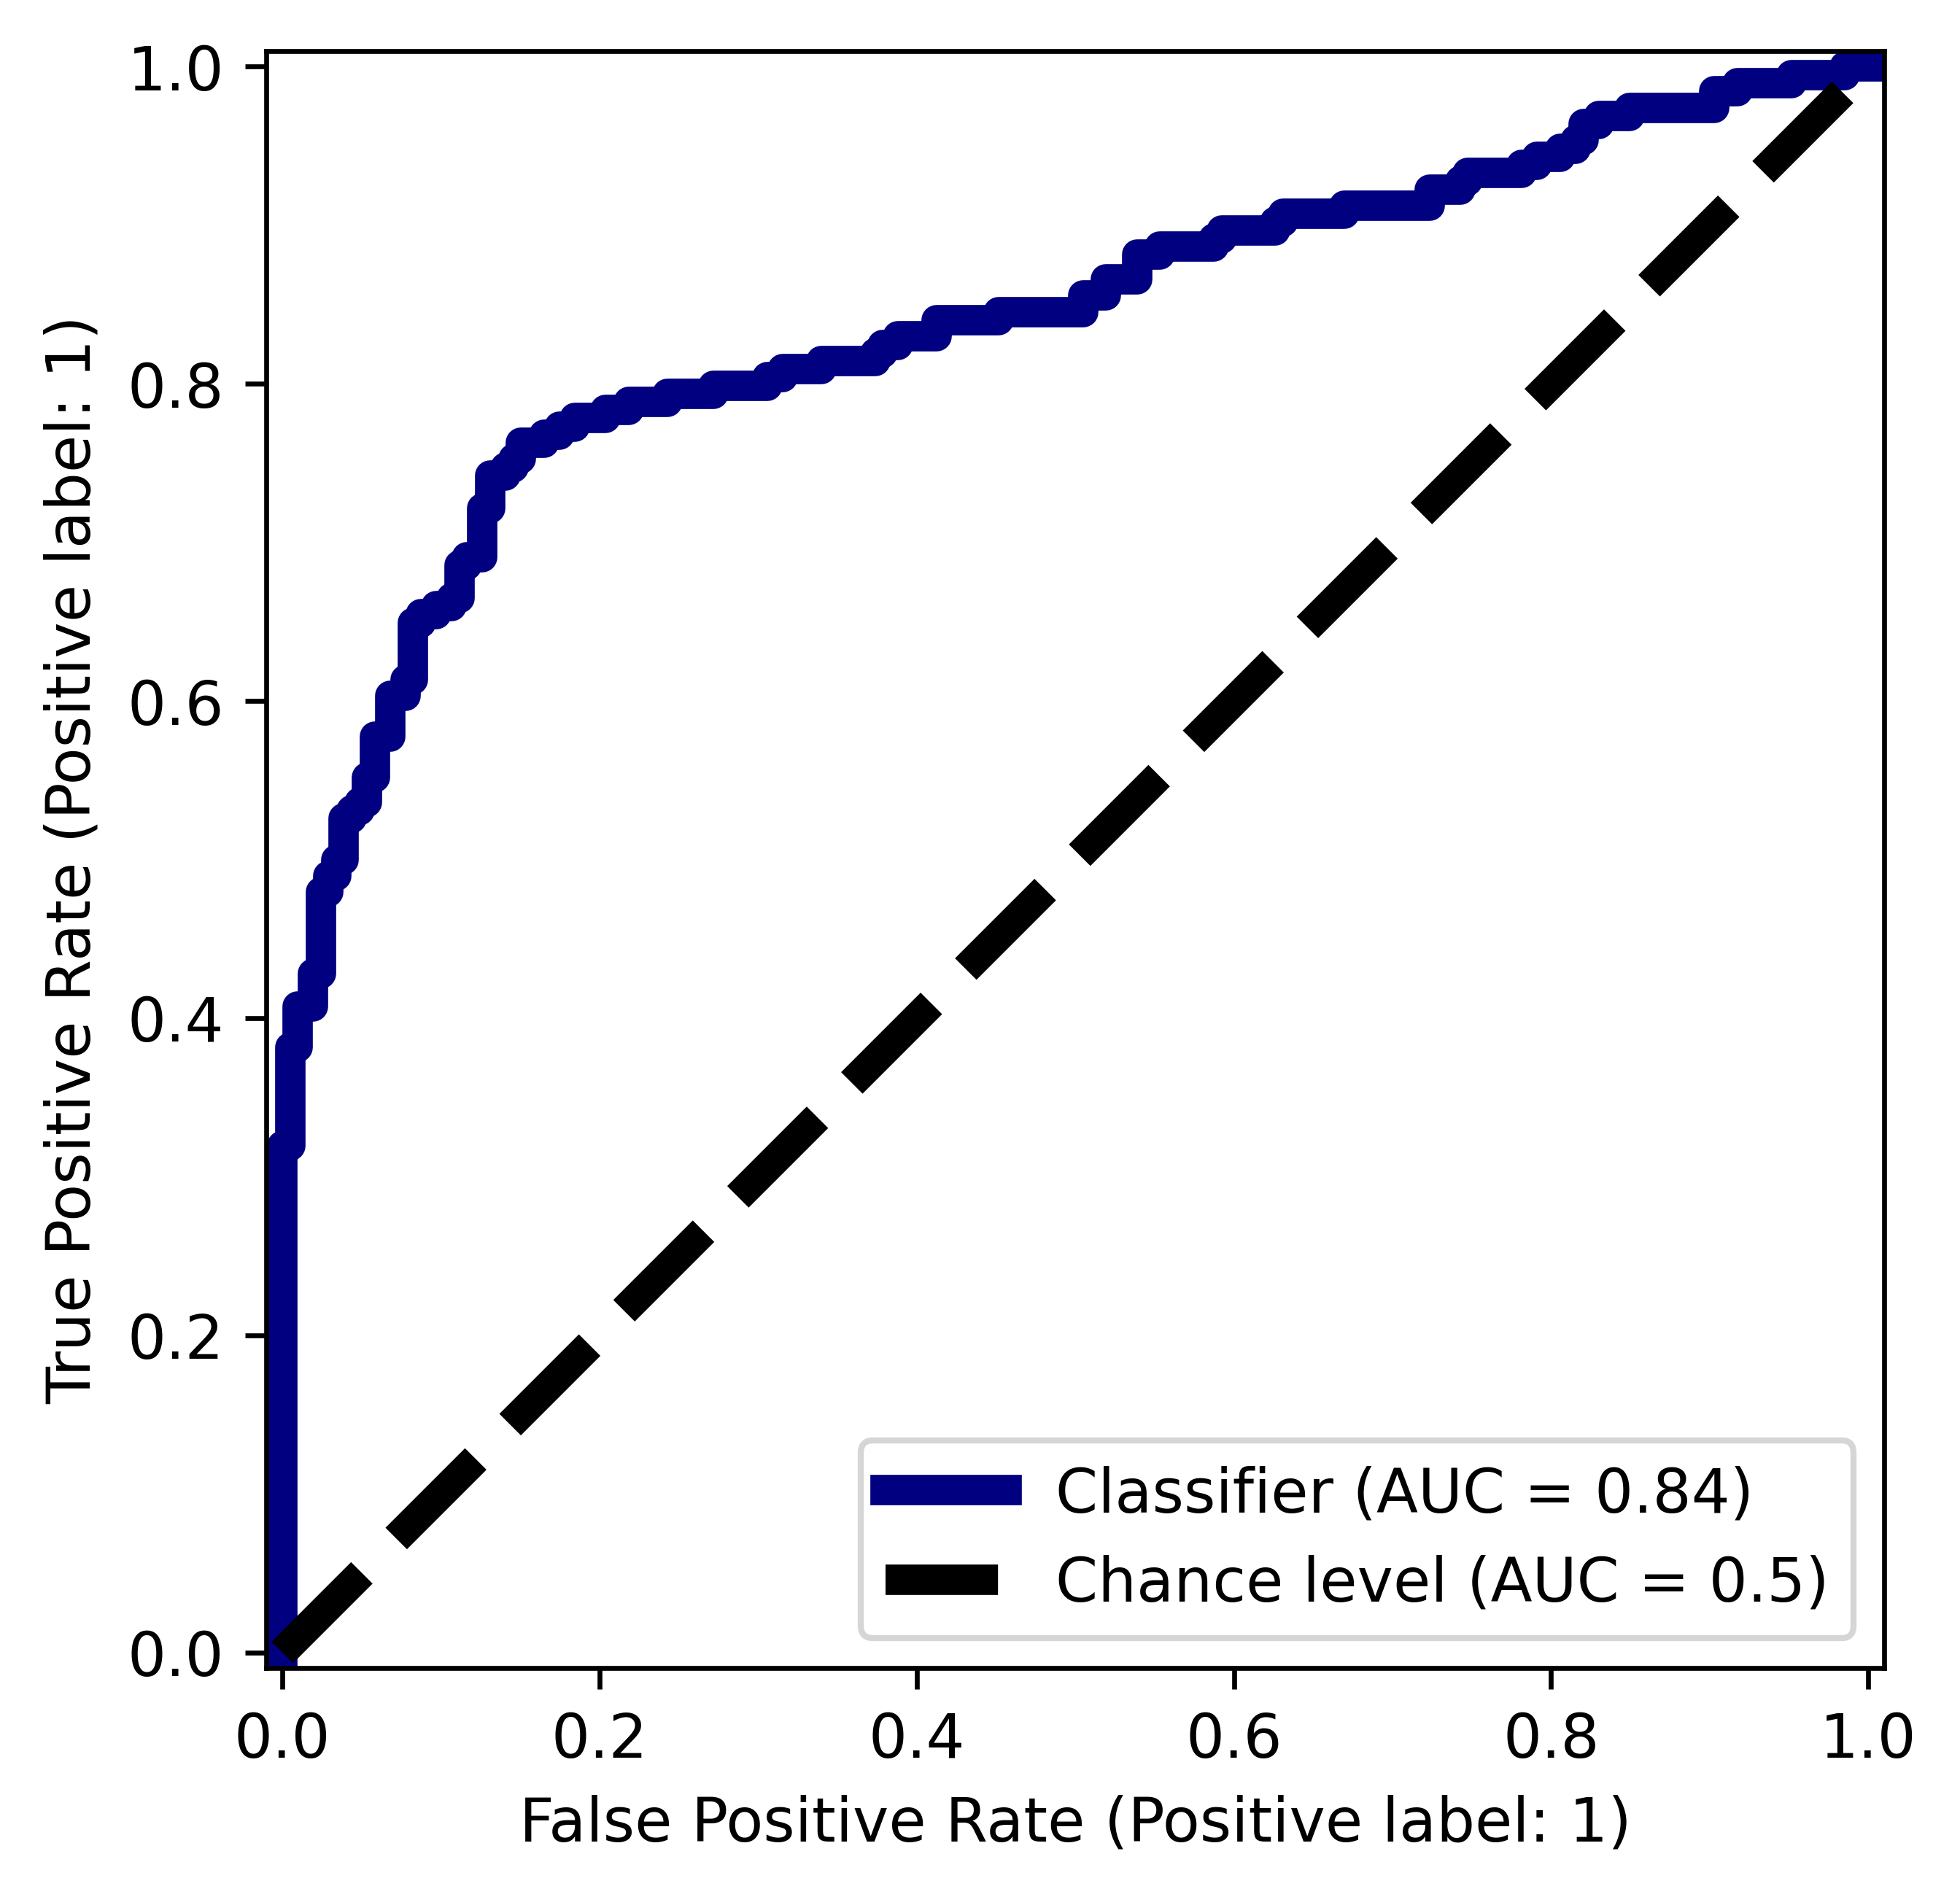 1.0
0.8
0.6
0.4
0.2
0.0
True Positive Rate (Positive label: 1)
Classifier (AUC = 0.84)
Chance level (AUC = 0.5)
0.0 0.2 0.4 0.6 0.8 1.0
False Positive Rate (Positive label: 1)